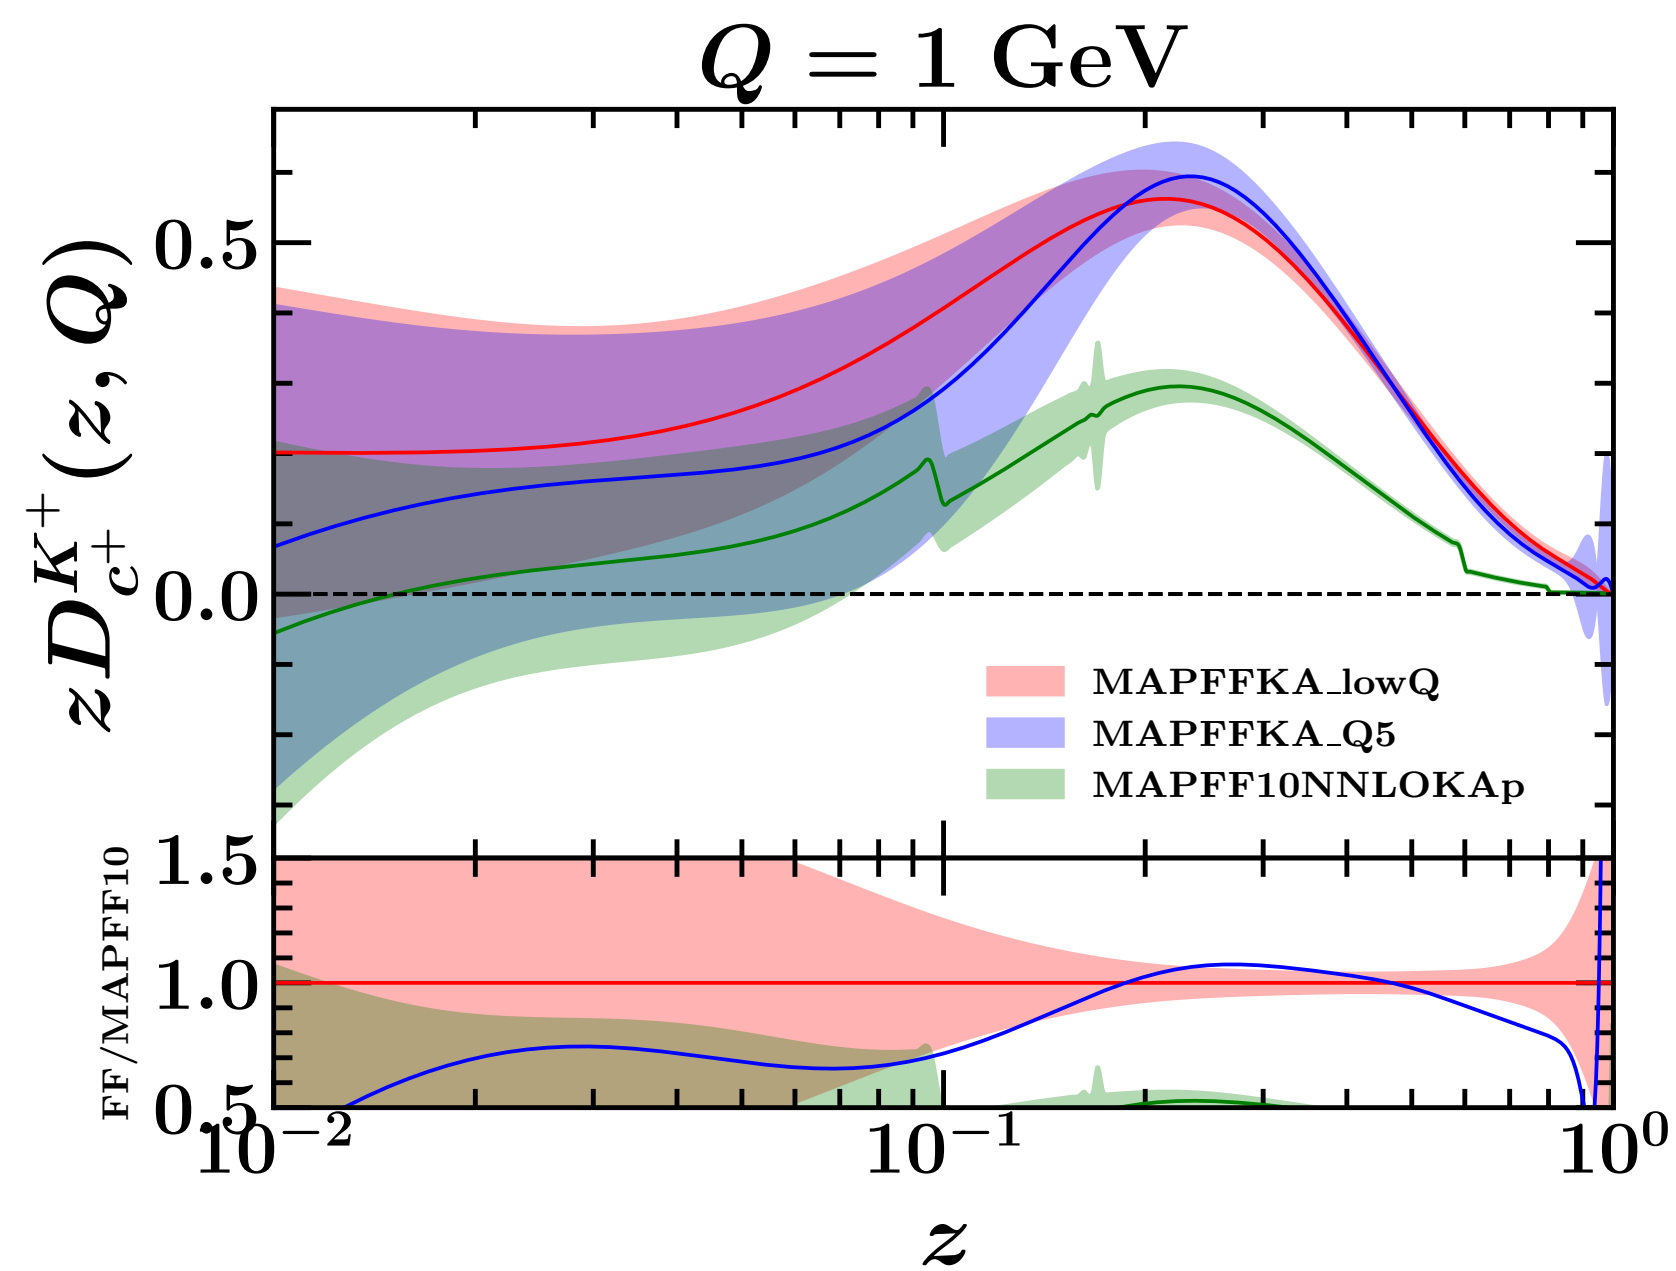 Q = 1 GeV
zD_{c^+}^{K^+}(z, Q)
0.5
0.0
MAPFFKA_lowQ
MAPFFKA_Q5
MAPFF10NNLOKAp
FF/MAPFF10
1.5
1.0
0.5
10^{-2}
10^{-1}
10^{0}
z